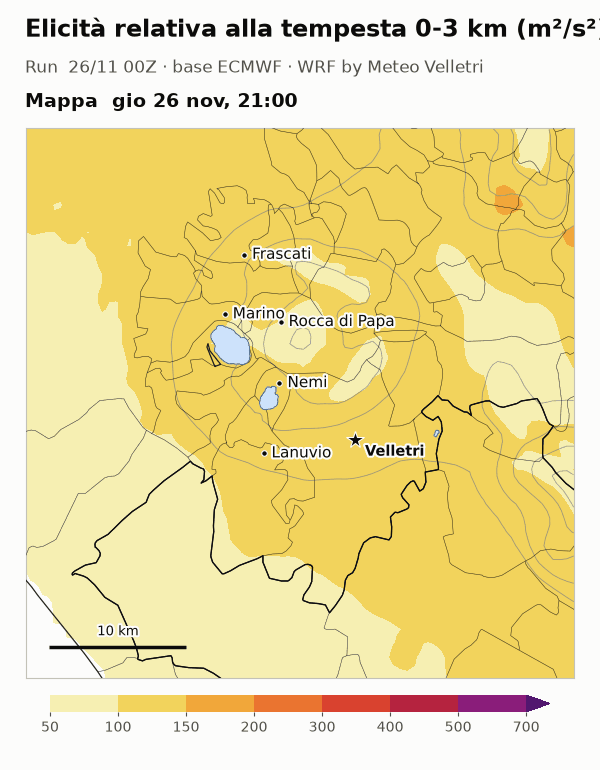 Elicità relativa alla tempesta 0-3 km (m²/s²)
Run  26/11 00Z · base ECMWF · WRF by Meteo Velletri
Mappa  gio 26 nov, 21:00
Frascati
Marino
Rocca di Papa
Nemi
Velletri
Lanuvio
10 km
50 100 150 200 300 400 500 700